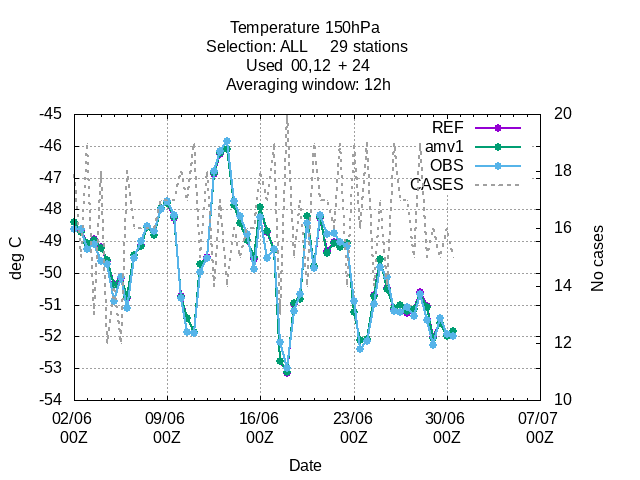 Temperature 150hPa
Selection: ALL 29 stations
Used 00,12 + 24
Averaging window: 12h
-45
-46
-47
-48
-49
-50
-51
-52
-53
-54
deg C
REF
amv1
OBS
CASES
20
18
16
14
12
10
No cases
02/06 09/06 16/06 23/06 30/06 07/07
00Z 00Z 00Z 00Z 00Z 00Z
Date